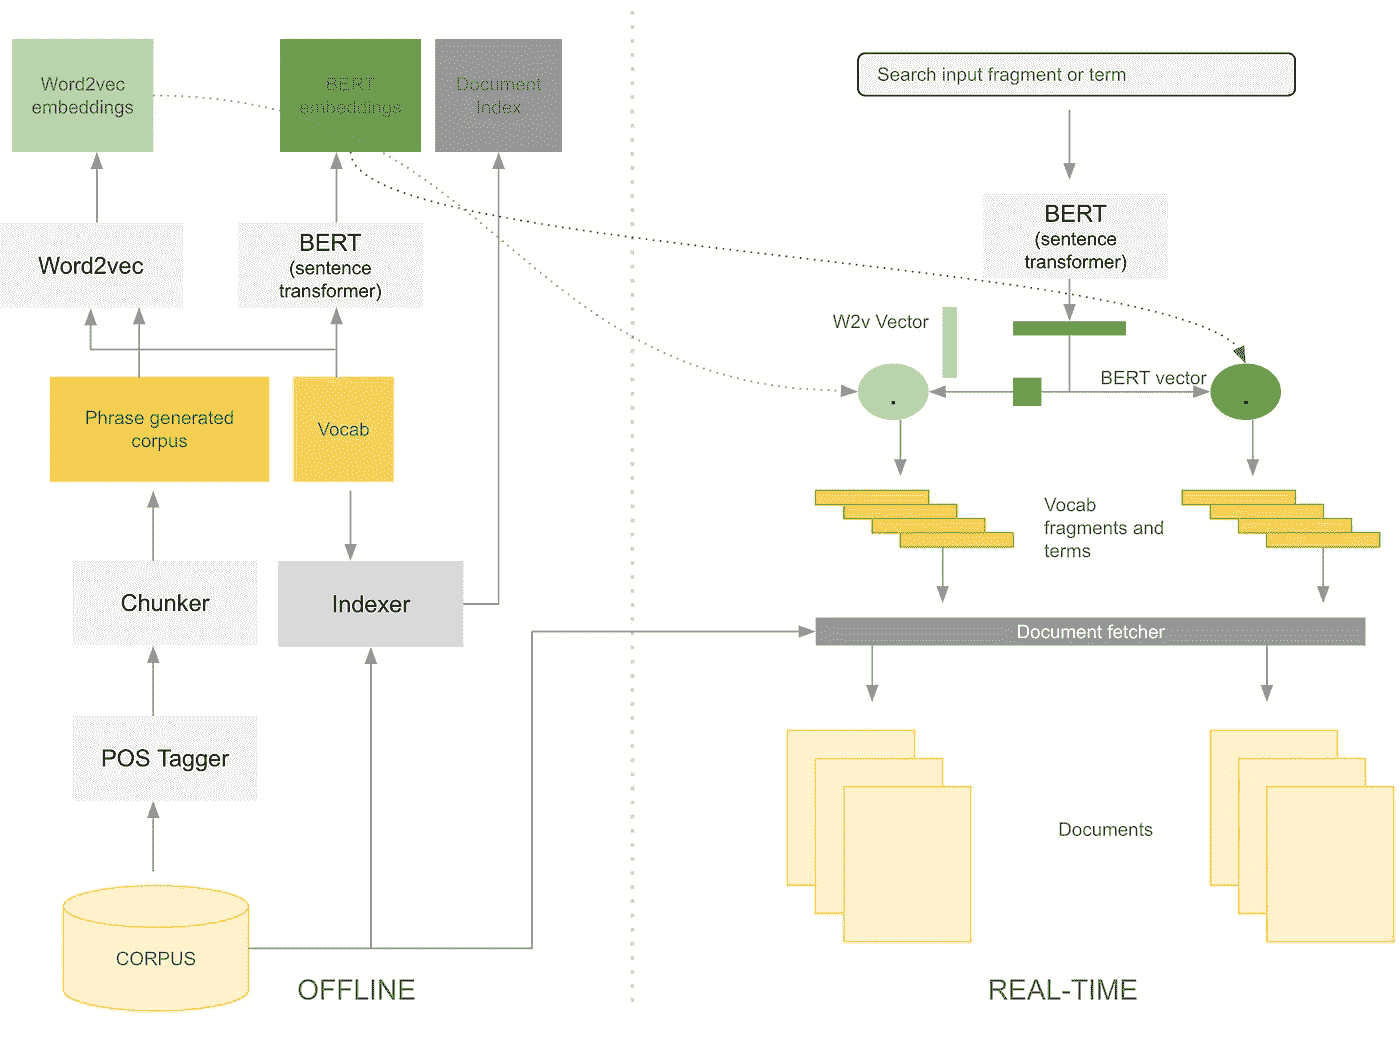 Word2vec
embeddings
BERT
embeddings
Document
Index
Search input fragment or term
Word2vec
BERT
(sentence
transformer)
BERT
(sentence
transformer)
W2v Vector
BERT vector
Phrase generated
corpus
Vocab
Vocab
fragments and
terms
Chunker
Indexer
Document fetcher
POS Tagger
Documents
CORPUS
OFFLINE
REAL-TIME